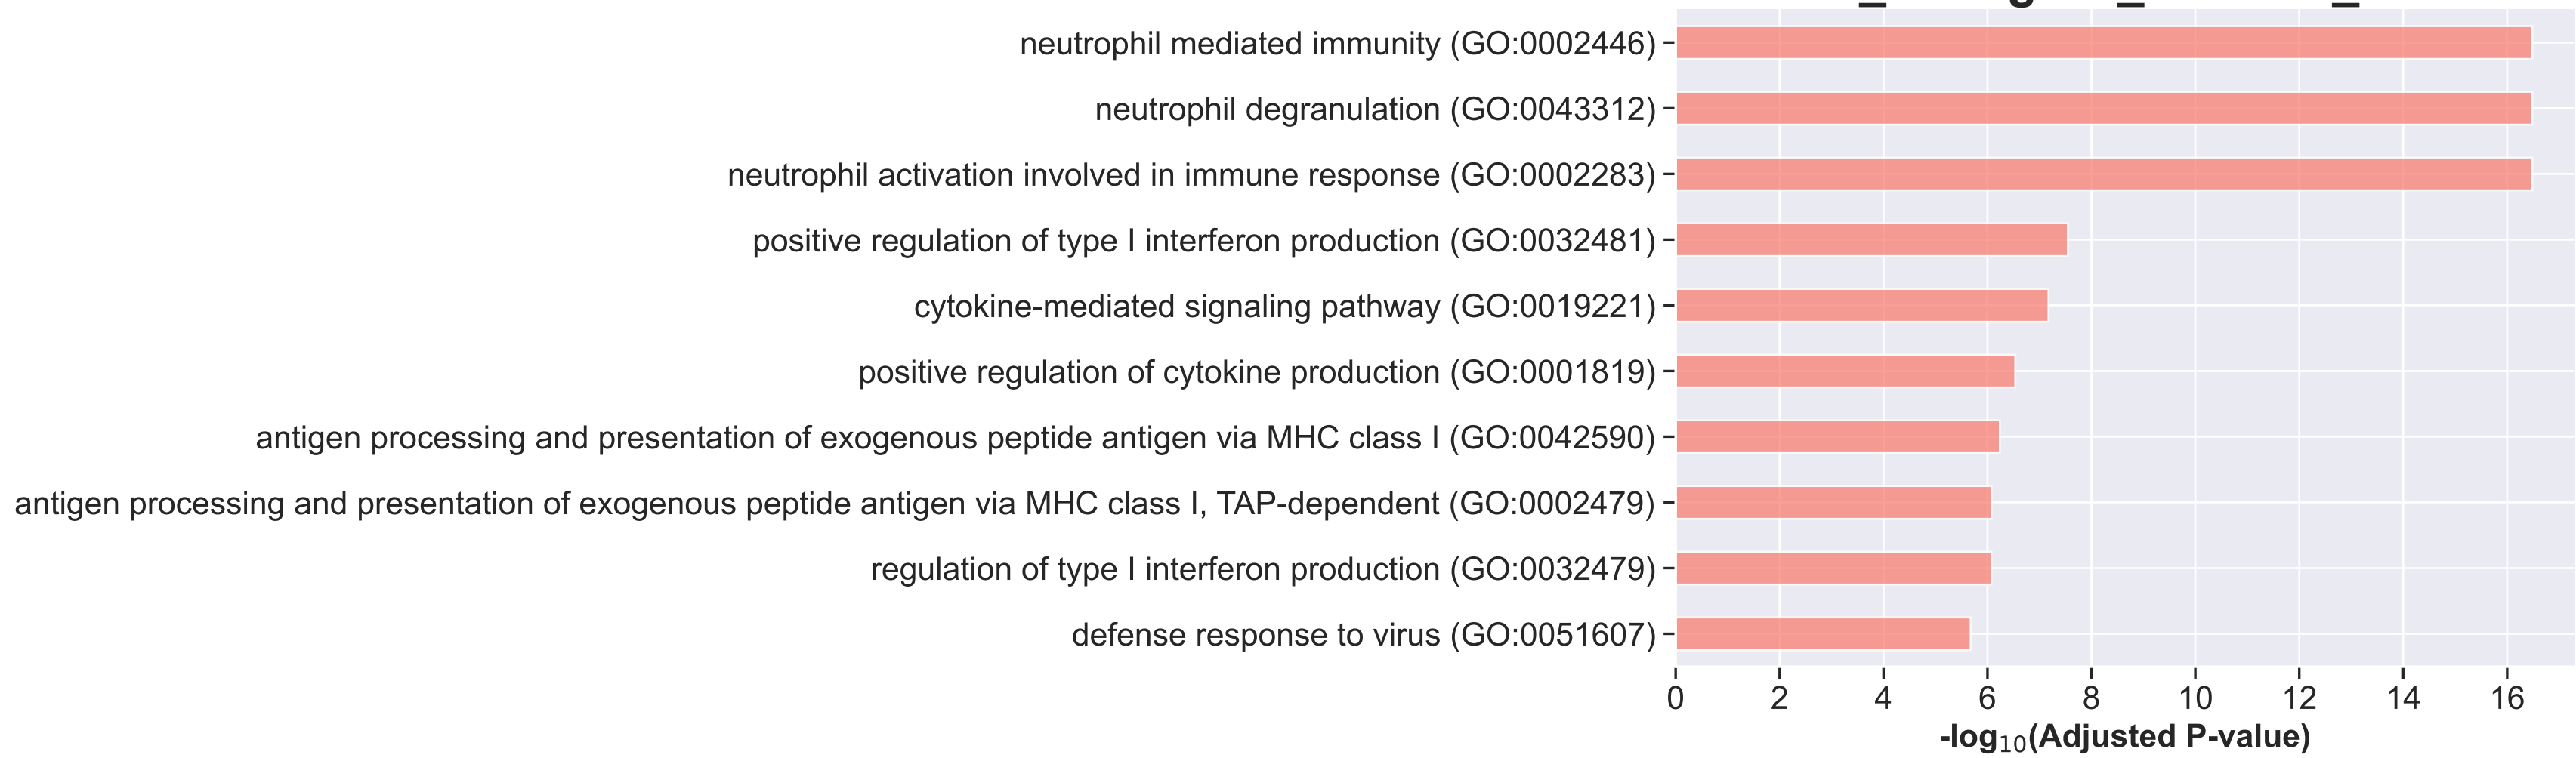 neutrophil mediated immunity (GO:0002446)
neutrophil degranulation (GO:0043312)
neutrophil activation involved in immune response (GO:0002283)
positive regulation of type I interferon production (GO:0032481)
cytokine-mediated signaling pathway (GO:0019221)
positive regulation of cytokine production (GO:0001819)
antigen processing and presentation of exogenous peptide antigen via MHC class I (GO:0042590)
antigen processing and presentation of exogenous peptide antigen via MHC class I, TAP-dependent (GO:0002479)
regulation of type I interferon production (GO:0032479)
defense response to virus (GO:0051607)
0 2 4 6 8 10 12 14 16
-log₁₀(Adjusted P-value)